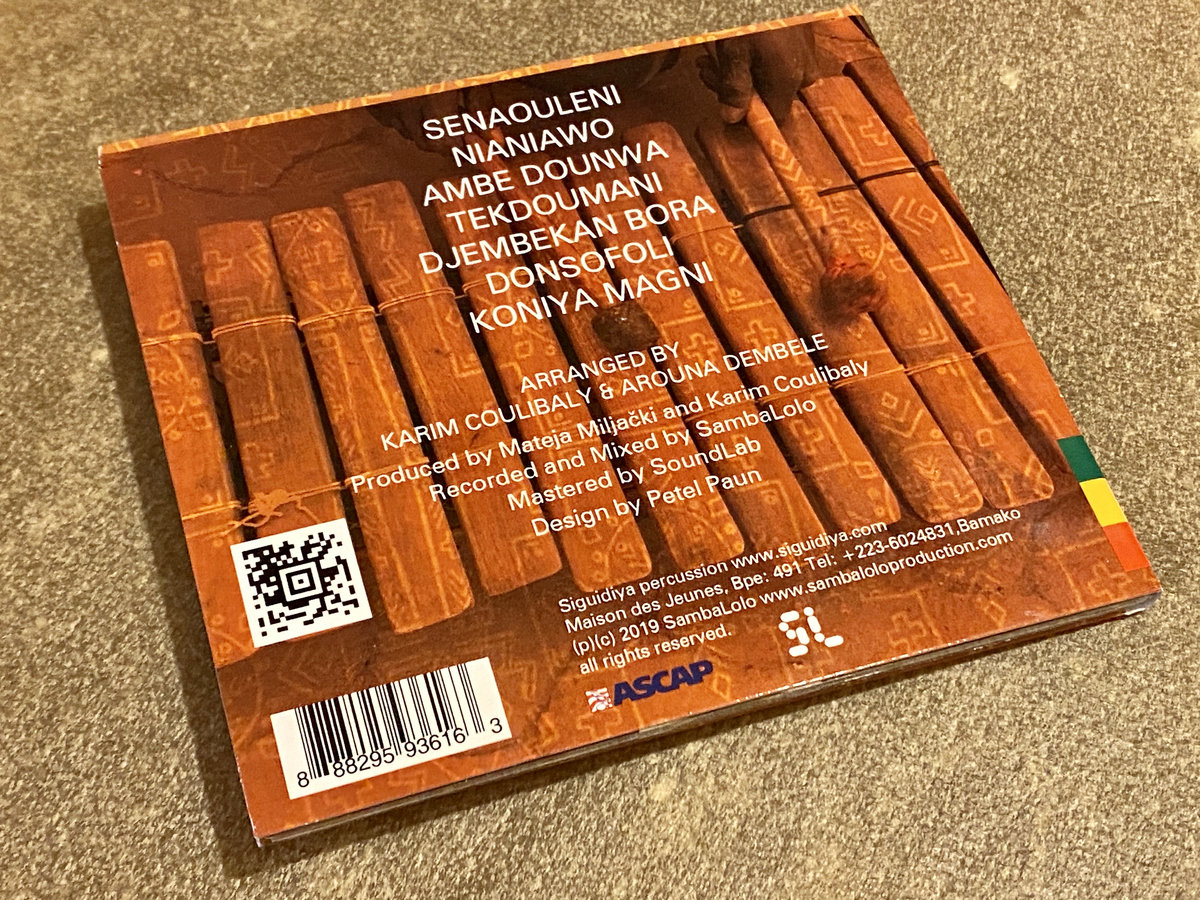 SENAOULENI
NIANIAWO
AMBE DOUNWA
TEKDOUMANI
DJEMBEKAN BORA
DONSOFOLI
KONIYA MAGNI
ARRANGED BY
KARIM COULIBALY & AROUNA DEMBELE
Produced by Mateja Miljački and Karim Coulibaly
Recorded and Mixed by SambaLolo
Mastered by SoundLab
Design by Petel Paun
Siguidiya percussion www.siguidiya.com
Maison des Jeunes, Bpe: 491 Tel: +223-6024831,Bamako
(p)(c) 2019 SambaLolo www.sambaloloproduction.com
all rights reserved.
SL
ASCAP
8 88295 93616 3